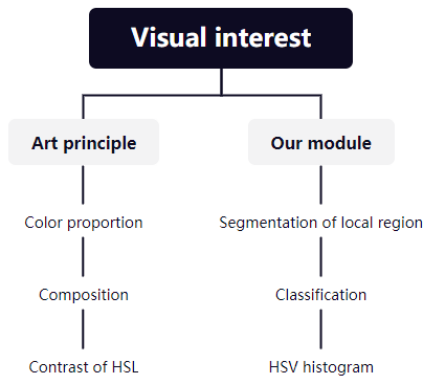 Visual interest
Art principle
Our module
Color proportion
Segmentation of local region
Composition
Classification
Contrast of HSL
HSV histogram